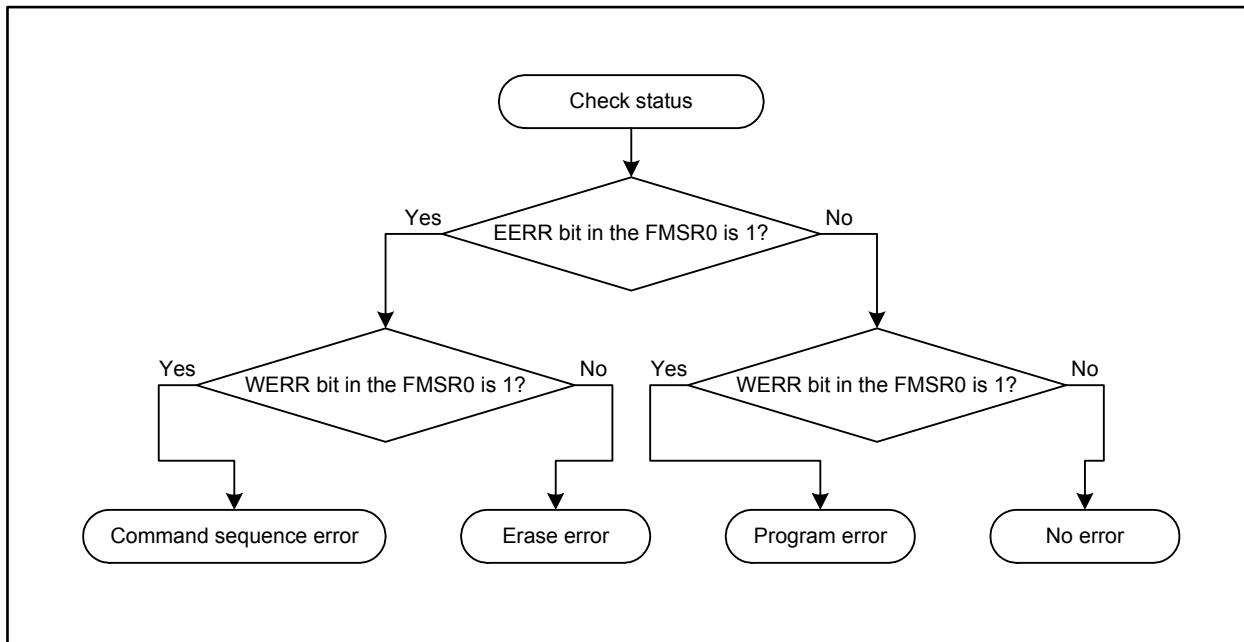 Check status
Yes
No
EERR bit in the FMSR0 is 1?
Yes
No
Yes
No
WERR bit in the FMSR0 is 1?
WERR bit in the FMSR0 is 1?
Command sequence error
Erase error
Program error
No error